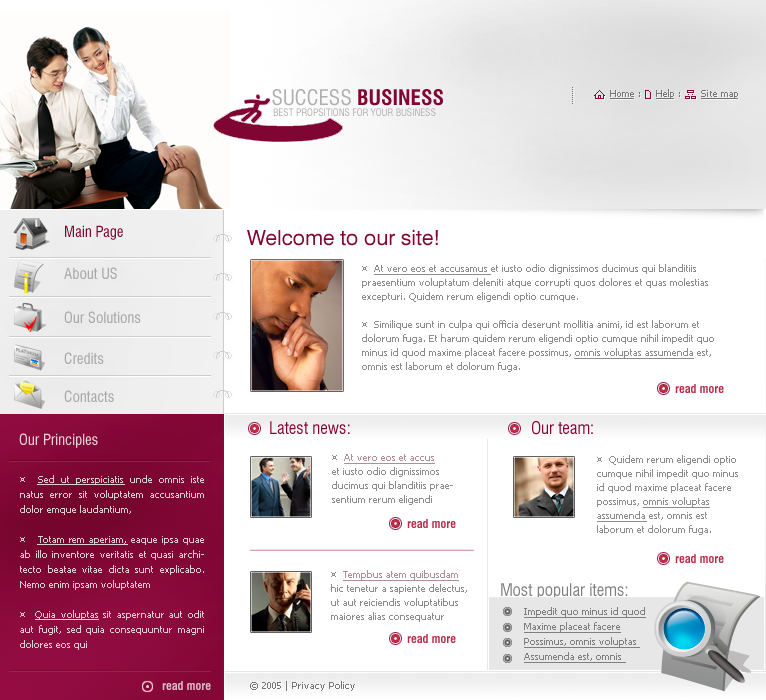 SUCCESS BUSINESS
BEST PROPSITIONS FOR YOUR BUSINESS
Home : Help : Site map
Main Page
About US
Our Solutions
PLATINUM
Credits
Contacts
Welcome to our site!
× At vero eos et accusamus et iusto odio dignissimos ducimus qui blanditiis
praesentium voluptatum deleniti atque corrupti quos dolores et quas molestias
excepturi. Quidem rerum eligendi optio cumque.
× Similique sunt in culpa qui officia deserunt mollitia animi, id est laborum et
dolorum fuga. Et harum quidem rerum eligendi optio cumque nihil impedit quo
minus id quod maxime placeat facere possimus, omnis voluptas assumenda est,
omnis est laborum et dolorum fuga.
read more
Our Principles
× Sed ut perspiciatis unde omnis iste
natus error sit voluptatem accusantium
dolor emque laudantium,
× Totam rem aperiam, eaque ipsa quae
ab illo inventore veritatis et quasi archi-
tecto beatae vitae dicta sunt explicabo.
Nemo enim ipsam voluptatem
× Quia voluptas sit aspernatur aut odit
aut fugit, sed quia consequuntur magni
dolores eos qui
read more
Latest news:
× At vero eos et accus
et iusto odio dignissimos
ducimus qui blanditiis prae-
sentium rerum eligendi
read more
× Tempbus atem quibusdam
hic tenetur a sapiente delectus,
ut aut reiciendis voluptatibus
maiores alias consequatur
read more
Our team:
× Quidem rerum eligendi optio
cumque nihil impedit quo minus
id quod maxime placeat facere
possimus, omnis voluptas
assumenda est, omnis est
laborum et dolorum fuga.
read more
Most popular items:
Impedit quo minus id quod
Maxime placeat facere
Possimus, omnis voluptas
Assumenda est, omnis
© 2005 | Privacy Policy